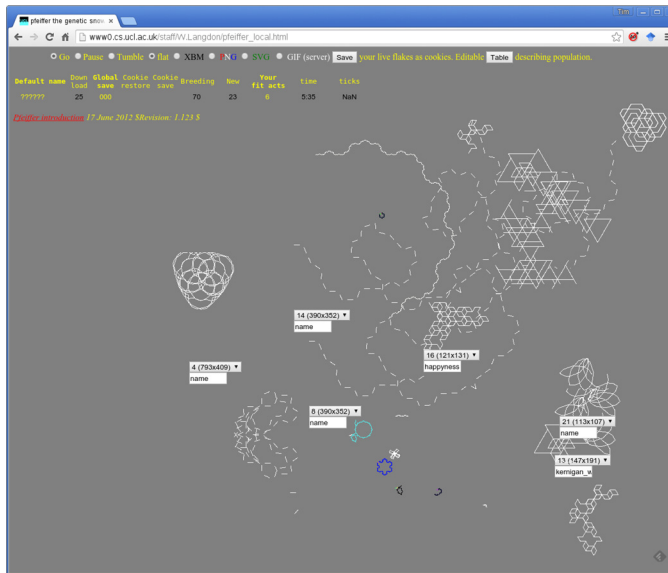 pfeiffer the genetic snow
Tim
www0.cs.ucl.ac.uk/staff/W.Langdon/pfeiffer_local.html
Go Pause Tumble flat XBM PNG SVG GIF (server) Save your live flakes as cookies. Editable Table describing population.
Default name Down load Global save Cookie restore Cookie save Breeding New Your fit acts time ticks
?????? 25 000 70 23 6 5:35 NaN
Pfeiffer introduction 17 June 2012 $Revision: 1.123 $
14 (390x352)
name
16 (121x131)
happyness
4 (793x409)
name
8 (390x352)
name
21 (113x107)
name
13 (147x191)
kernigan_w